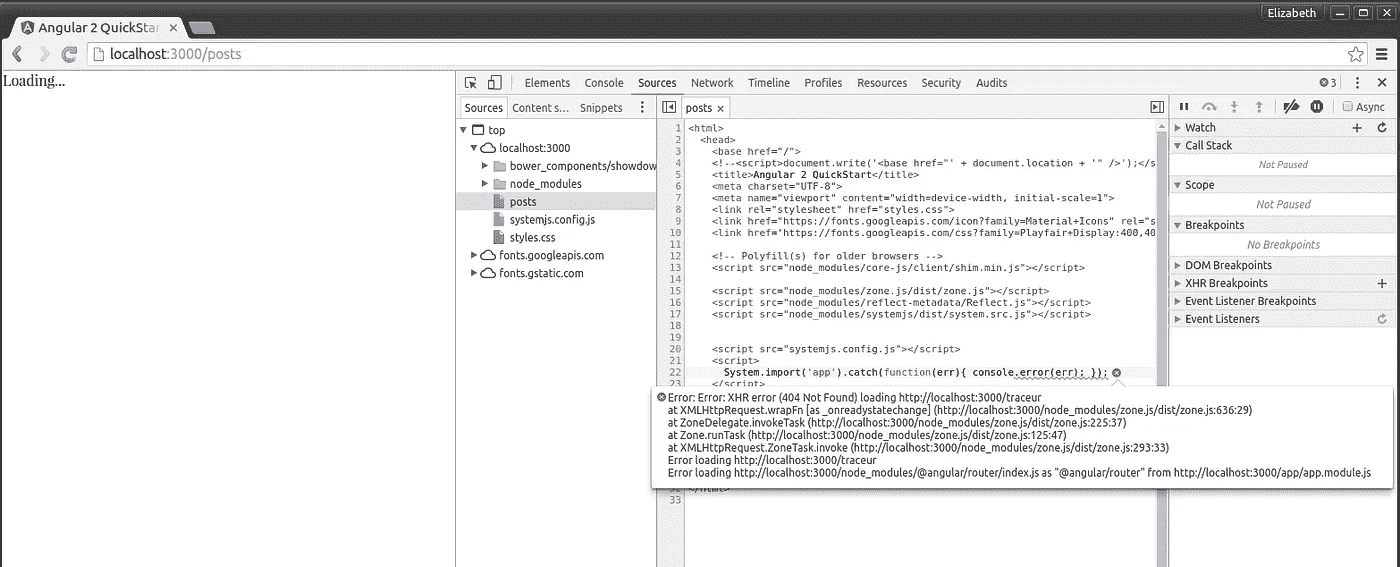 Elizabeth
Angular 2 QuickStar
localhost:3000/posts
Loading...
Elements Console Sources Network Timeline Profiles Resources Security Audits 3
Sources Content s... Snippets
posts
Async
top
localhost:3000
bower_components/showdow
node_modules
posts
systemjs.config.js
styles.css
fonts.googleapis.com
fonts.gstatic.com
1 <html>
2 <head>
3 <base href="/">
4 <!--<script>document.write('<base href="' + document.location + '" />');</s
5 <title>Angular 2 QuickStart</title>
6 <meta charset="UTF-8">
7 <meta name="viewport" content="width=device-width, initial-scale=1">
8 <link rel="stylesheet" href="styles.css">
9 <link href="https://fonts.googleapis.com/icon?family=Material+Icons" rel="s
10 <link href='https://fonts.googleapis.com/css?family=Playfair+Display:400,40
11
12 <!-- Polyfill(s) for older browsers -->
13 <script src="node_modules/core-js/client/shim.min.js"></script>
14
15 <script src="node_modules/zone.js/dist/zone.js"></script>
16 <script src="node_modules/reflect-metadata/Reflect.js"></script>
17 <script src="node_modules/systemjs/dist/system.src.js"></script>
18
19
20 <script src="systemjs.config.js"></script>
21 <script>
22 System.import('app').catch(function(err){ console.error(err); });
23 </script>
Error: Error: XHR error (404 Not Found) loading http://localhost:3000/traceur
at XMLHttpRequest.wrapFn [as _onreadystatechange] (http://localhost:3000/node_modules/zone.js/dist/zone.js:636:29)
at ZoneDelegate.invokeTask (http://localhost:3000/node_modules/zone.js/dist/zone.js:225:37)
at Zone.runTask (http://localhost:3000/node_modules/zone.js/dist/zone.js:125:47)
at XMLHttpRequest.ZoneTask.invoke (http://localhost:3000/node_modules/zone.js/dist/zone.js:293:33)
Error loading http://localhost:3000/traceur
Error loading http://localhost:3000/node_modules/@angular/router/index.js as "@angular/router" from http://localhost:3000/app/app.module.js
33
Watch
Call Stack
Not Paused
Scope
Not Paused
Breakpoints
No Breakpoints
DOM Breakpoints
XHR Breakpoints
Event Listener Breakpoints
Event Listeners